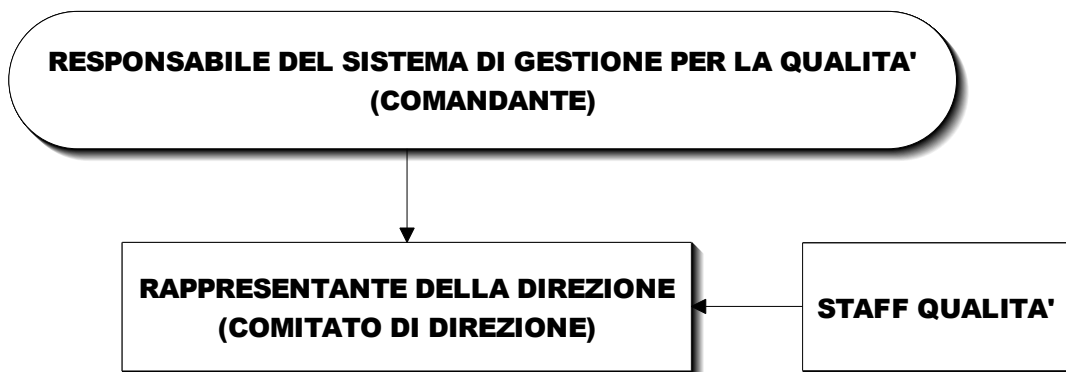 RESPONSABILE DEL SISTEMA DI GESTIONE PER LA QUALITA'
(COMANDANTE)
RAPPRESENTANTE DELLA DIREZIONE
(COMITATO DI DIREZIONE)
STAFF QUALITA'